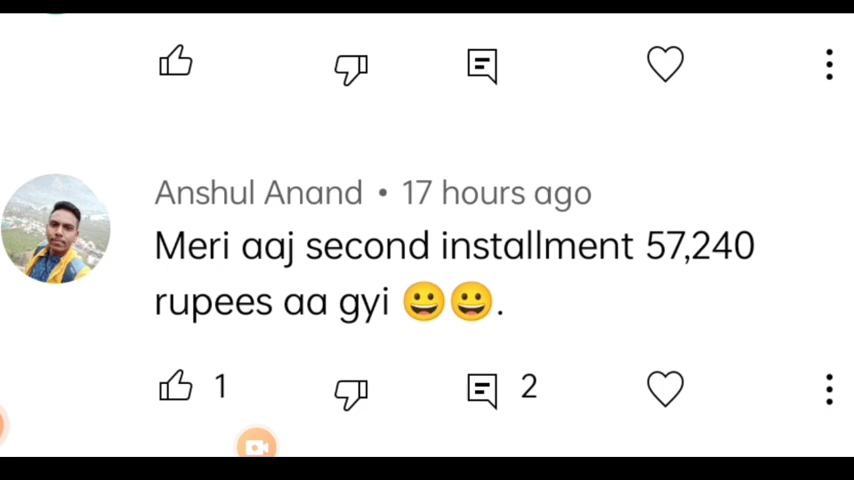 Anshul Anand • 17 hours ago
Meri aaj second installment 57,240
rupees aa gyi 😀😀.
1 2